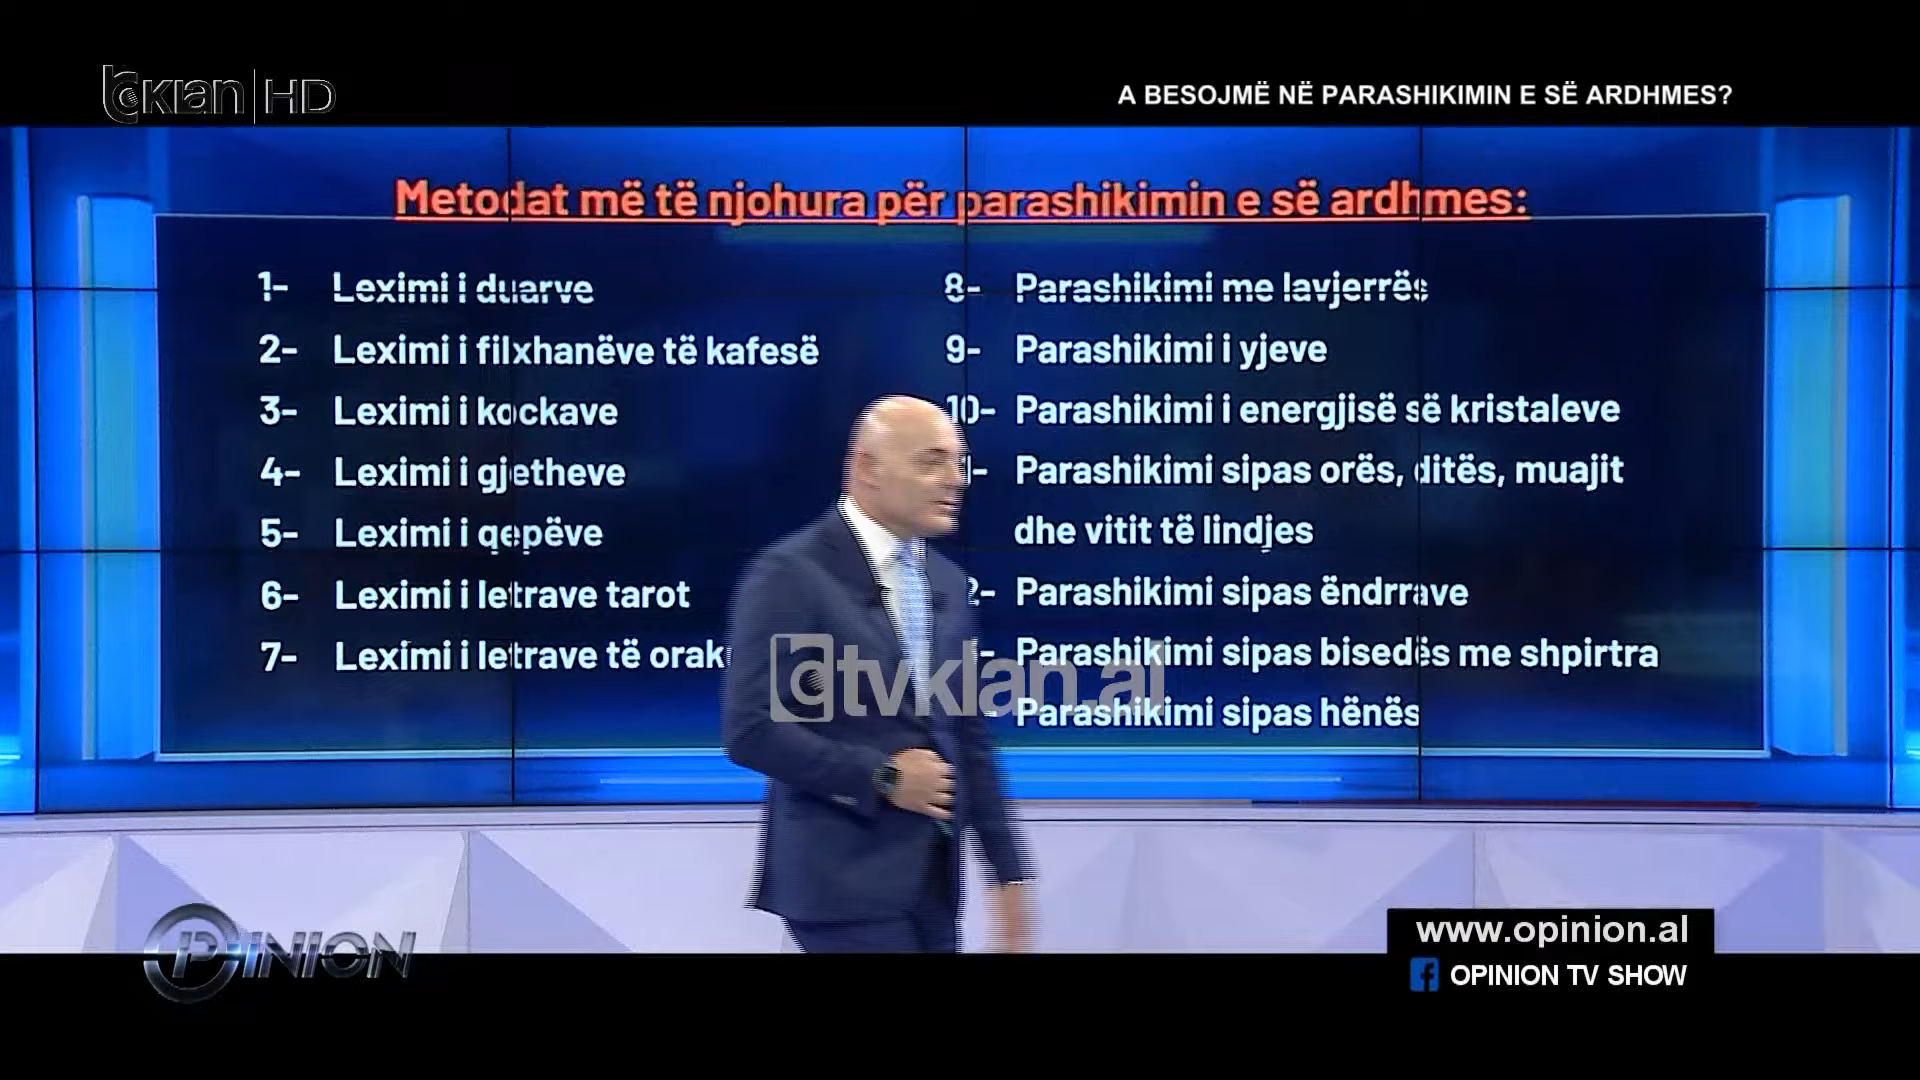 klan HD
A BESOJMË NË PARASHIKIMIN E SË ARDHMES?
Metodat më të njohura për parashikimin e së ardhmes:
1- Leximi i duarve
2- Leximi i filxhanëve të kafesë
3- Leximi i kockave
4- Leximi i gjetheve
5- Leximi i qepëve
6- Leximi i letrave tarot
7- Leximi i letrave të
8- Parashikimi me lavjerrës
9- Parashikimi i yjeve
10- Parashikimi i energjisë së kristaleve
Parashikimi sipas orës, ditës, muajit
dhe vitit të lindjes
Parashikimi sipas ëndrrave
Parashikimi sipas bisedës me shpirtra
Parashikimi sipas hënës
tvklan.al
OPINION
www.opinion.al
OPINION TV SHOW